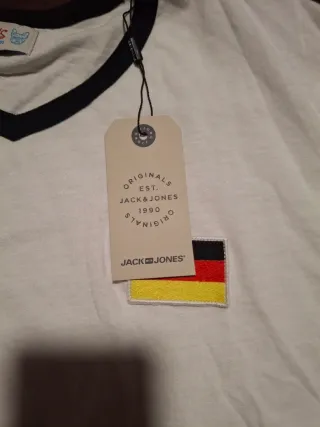 ORIGINALS
EST.
JACK&JONES
1990
ORIGINALS
JACK & JONES®